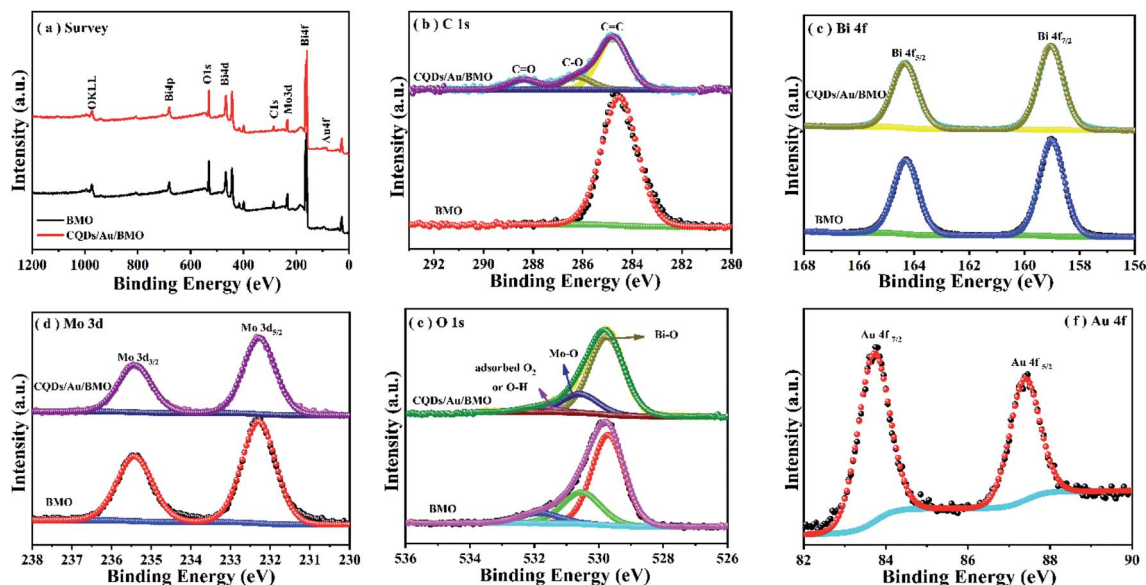 ( a ) Survey
OKLL
Bi4p
O1s
Bi4d
C1s
Mo3d
Bi4f
Au4f
BMO
CQDs/Au/BMO
Intensity (a.u.)
1200 1000 800 600 400 200 0
Binding Energy (eV)
( b ) C 1s
C=C
C=O
C-O
CQDs/Au/BMO
BMO
Intensity (a.u.)
292 290 288 286 284 282 280
Binding Energy (eV)
( c ) Bi 4f
Bi 4f5/2
Bi 4f7/2
CQDs/Au/BMO
BMO
Intensity (a.u.)
168 166 164 162 160 158 156
Binding Energy (eV)
( d ) Mo 3d
Mo 3d3/2
Mo 3d5/2
CQDs/Au/BMO
BMO
Intensity (a.u.)
238 237 236 235 234 233 232 231 230
Binding Energy (eV)
( e ) O 1s
Bi-O
Mo-O
adsorbed O2
or O-H
CQDs/Au/BMO
BMO
Intensity (a.u.)
536 534 532 530 528 526
Binding Energy (eV)
( f ) Au 4f
Au 4f 7/2
Au 4f 5/2
Intensity (a.u.)
82 84 86 88 90
Binding Energy (eV)